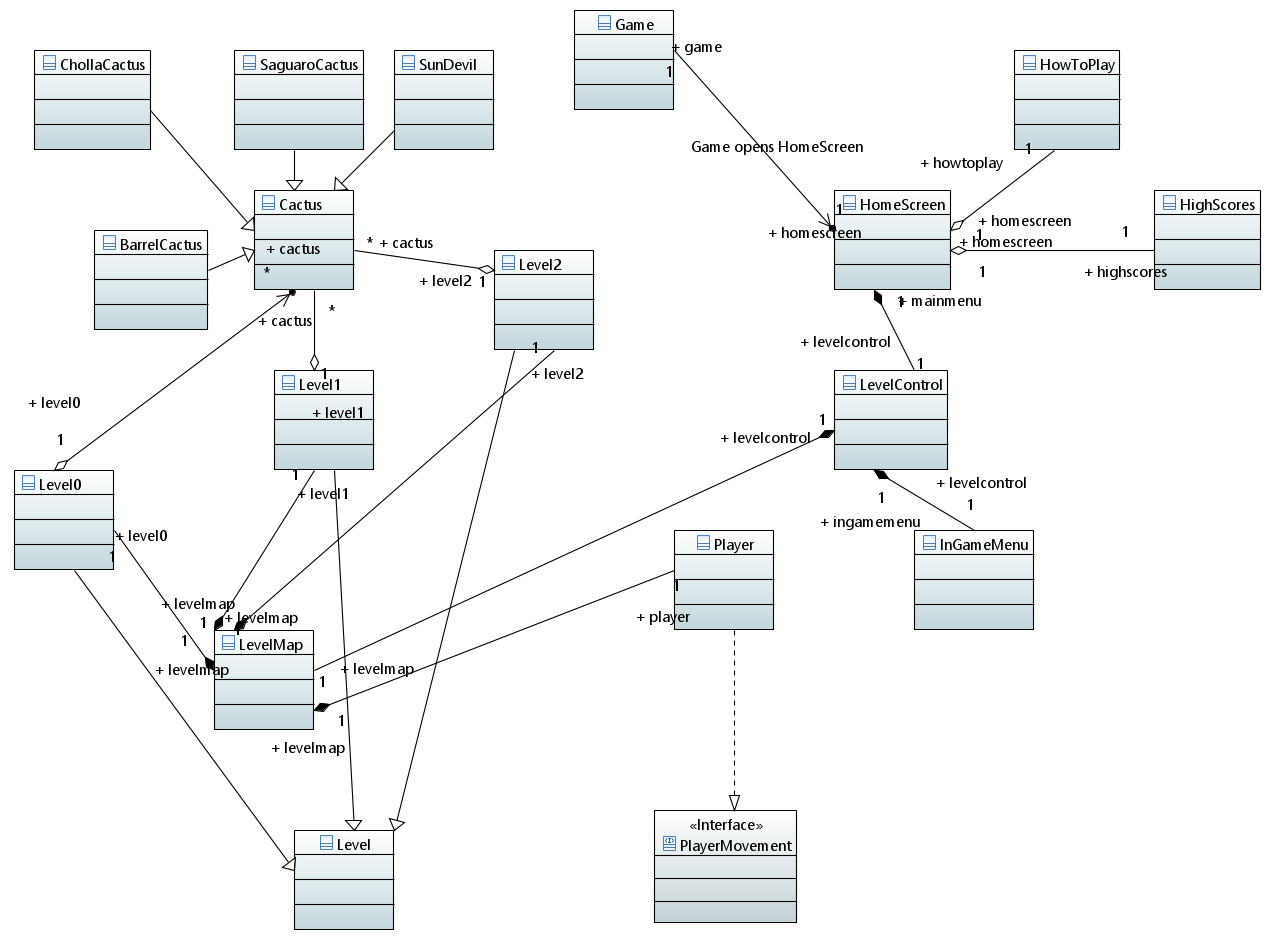 Game
+ game
1
ChollaCactus
SaguaroCactus
SunDevil
HowToPlay
Game opens HomeScreen
1
+ howtoplay
Cactus
1
HomeScreen
HighScores
+ homescreen
+ homescreen
1
1
+ homescreen
BarrelCactus
+ cactus
* + cactus
*
Level2
+ level2
1
1
+ highscores
1
+ mainmenu
*
+ cactus
+ levelcontrol
1
1
+ level2
Level1
1
LevelControl
+ level0
+ level1
1
1
+ levelcontrol
Level0
1
+ level1
+ levelcontrol
1
1
+ ingamemenu
+ level0
1
Player
InGameMenu
1
+ levelmap
+ levelmap
1
1
+ player
1
LevelMap
+ levelmap
+ levelmap
1
1
+ levelmap
Level
«Interface»
PlayerMovement